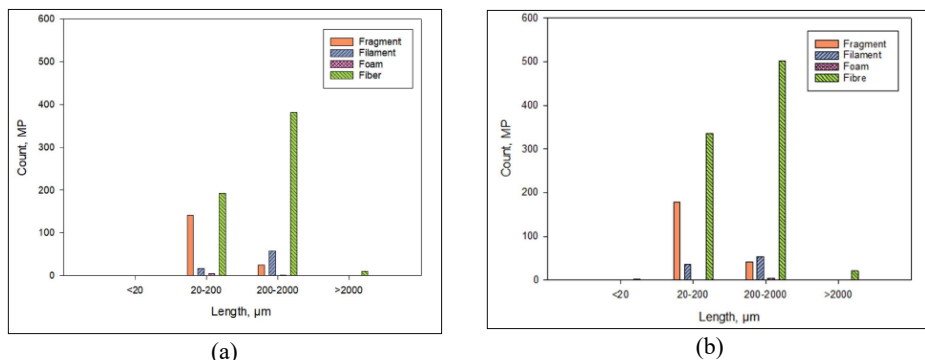 600
500
400
300
200
100
0
Count, MP
Fragment
Filament
Foam
Fiber
<20
20-200
200-2000
>2000
Length, µm
(a)
600
500
400
300
200
100
0
Count, MP
Fragment
Filament
Foam
Fibre
<20
20-200
200-2000
>2000
Length, µm
(b)